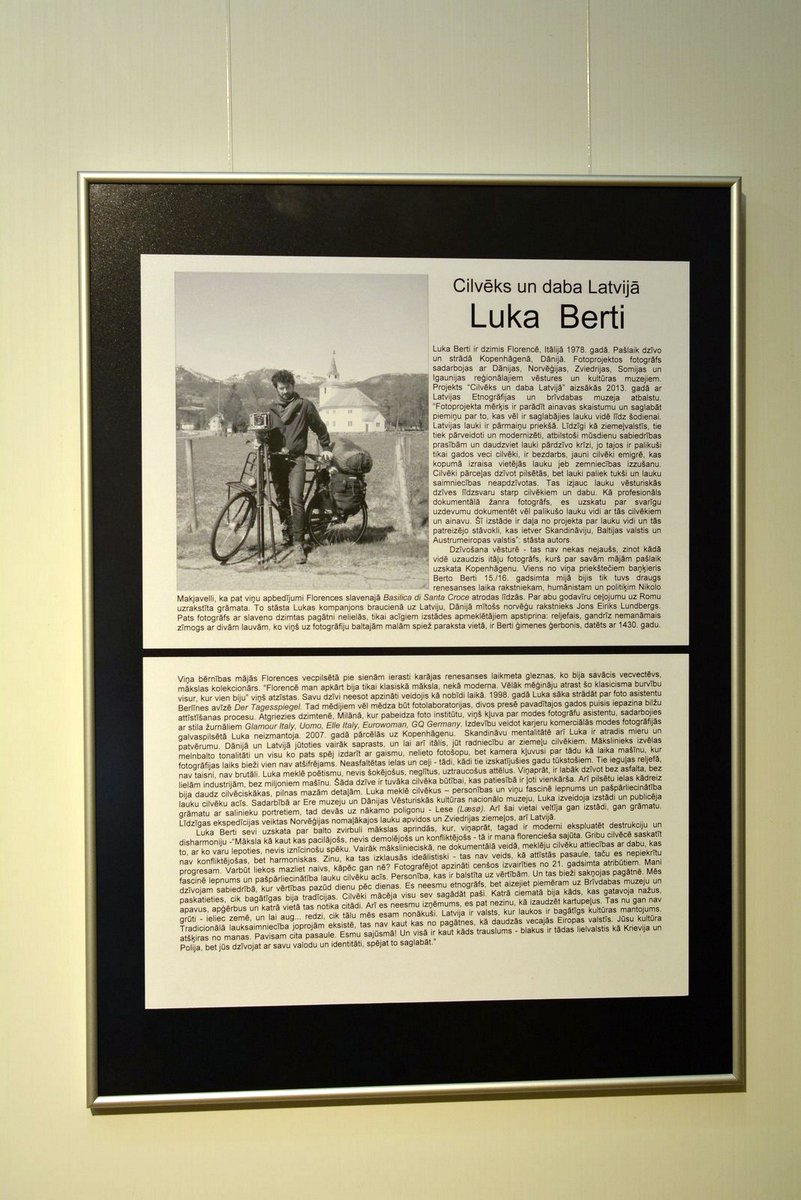 Cilvēks un daba Latvijā
Luka Berti
Luka Berti ir dzimis Florencē, Itālijā 1978. gadā. Pašlaik dzīvo
un strādā Kopenhāgenā, Dānijā. Fotoprojektos fotogrāfs
sadarbojas ar Dānijas, Norvēģijas, Zviedrijas, Somijas un
Igaunijas reģionālajiem vēstures un kultūras muzejiem.
Projekts "Cilvēks un daba Latvijā" aizsākās 2013. gadā ar
Latvijas Etnogrāfijas un brīvdabas muzeja atbalstu.
"Fotoprojekta mērķis ir parādīt ainavas skaistumu un saglabāt
piemiņu par to, kas vēl ir saglabājies lauku vidē līdz šodienai.
Latvijas lauki ir pārmaiņu priekšā. Līdzīgi kā ziemeļvalstīs, tie
tiek pārveidoti un modernizēti, atbilstoši mūsdienu sabiedrības
prasībām un daudzviet lauki pārdzīvo krīzi, jo tajos ir palikuši
tikai gados veci cilvēki, ir bezdarbs, jauni cilvēki emigrē, kas
kopumā izraisa vietējās lauku jeb zemniecības izzušanu.
Cilvēki pārceļas dzīvot pilsētās, bet lauki paliek tukši un lauku
saimniecības neapdzīvotas. Tas izjauc lauku vēsturiskās
dzīves līdzsvaru starp cilvēkiem un dabu. Kā profesionāls
dokumentālā žanra fotogrāfs, es uzskatu par svarīgu
uzdevumu dokumentēt vēl palikušo lauku vidi ar tās cilvēkiem
un ainavu. Šī izstāde ir daļa no projekta par lauku vidi un tās
patreizējo stāvokli, kas ietver Skandināviju, Baltijas valstis un
Austrumeiropas valstis": stāsta autors.
Dzīvošana vēsturē - tas nav nekas nejaušs, zinot kādā
vidē uzaudzis itāļu fotogrāfs, kurš par savām mājām pašlaik
uzskata Kopenhāgenu. Viens no viņa priekštečiem baņķieris
Berto Berti 15./16. gadsimta mijā bijis tik tuvs draugs
renesanses laika rakstniekam, humānistam un politiķim Nikolo
Makjavelli, ka pat viņu apbedījumi Florences slavenajā Basilica di Santa Croce atrodas līdzās. Par abu godavīru ceļojumu uz Romu
uzrakstīta grāmata. To stāsta Lukas kompanjons braucienā uz Latviju, Dānijā mītošs norvēģu rakstnieks Jons Eiriks Lundbergs.
Pats fotogrāfs ar slaveno dzimtas pagātni nelielās, tikai acīgiem izstādes apmeklētājiem apstiprina: reljefais, gandrīz nemanāmais
zīmogs ar divām lauvām, ko viņš uz fotogrāfiju baltajām malām spiež paraksta vietā, ir Berti ģimenes ģerbonis, datēts ar 1430. gadu.
Viņa bērnības mājās Florences vecpilsētā pie sienām ierasti karājas renesanses laikmeta gleznas, ko bija savācis vecvectēvs,
mākslas kolekcionārs. "Florencē man apkārt bija tikai klasiskā māksla, nekā moderna. Vēlāk mēģināju atrast šo klasicisma burvību
visur, kur vien biju" viņš atzīstas. Savu dzīvi neesot apzināti veidojis kā nobīdi laikā. 1998. gadā Luka sāka strādāt par foto asistentu
Berlīnes avīzē Der Tagesspiegel. Tad mēdijiem vēl mēdza būt fotolaboratorijas, divos presē pavadītajos gados puisis iepazina bilžu
attīstīšanas procesu. Atgriezies dzimtenē, Milānā, kur pabeidza foto institūtu, viņš kļuva par modes fotogrāfu asistentu, sadarbojies
ar stila žurnāliem Glamour Italy, Uomo, Elle Italy, Eurowoman, GQ Germany. Izdevību veidot karjeru komerciālās modes fotogrāfijās
galvaspilsētā Luka neizmantoja. 2007. gadā pārcēlās uz Kopenhāgenu. Skandināvu mentalitātē arī Luka ir atradis mieru un
patvērumu. Dānijā un Latvijā jūtoties vairāk saprasts, un lai arī itālis, jūt radniecību ar ziemeļu cilvēkiem. Mākslinieks izvēlas
melnbalto tonalitāti un visu ko pats spēj izdarīt ar gaismu, nelieto fotošopu, bet kamera kļuvusi par tādu kā laika mašīnu, kur
fotogrāfijas laiks bieži vien nav atšifrējams. Neasfaltētas ielas un ceļi - tādi, kādi tie izskatījušies gadu tūkstošiem. Tie ieguļas reljefā,
nav taisni, nav brutāli. Luka meklē poētismu, nevis šokējošus, neglītus, uztraucošus attēlus. Viņaprāt, ir labāk dzīvot bez asfalta, bez
lielām industrijām, bez miljoniem mašīnu. Šāda dzīve ir tuvāka cilvēka būtībai, kas patiesībā ir ļoti vienkārša. Arī pilsētu ielas kādreiz
bija daudz cilvēciskākas, pilnas mazām detaļām. Luka meklē cilvēkus – personības un viņu fascinē lepnums un pašpārliecinātība
lauku cilvēku acīs. Sadarbībā ar Ere muzeju un Dānijas Vēsturiskās kultūras nacionālo muzeju, Luka izveidoja izstādi un publicēja
grāmatu ar salinieku portretiem, tad devās uz nākamo poligonu - Lese (Læsø). Arī šai vietai veltīja gan izstādi, gan grāmatu.
Līdzīgas ekspedīcijas veiktas Norvēģijas nomaļākajos lauku apvidos un Zviedrijas ziemeļos, arī Latvijā.
Luka Berti sevi uzskata par balto zvirbuli mākslas aprindās, kur, viņaprāt, tagad ir moderni ekspluatēt destrukciju un
disharmoniju -"Māksla kā kaut kas pacilājošs, nevis demolējošs un konfliktējošs - tā ir mana florencieša sajūta. Gribu cilvēcē saskatīt
to, ar ko varu lepoties, nevis iznīcinošu spēku. Vairāk mākslinieciskā, ne dokumentālā veidā, meklēju cilvēku attiecības ar dabu, kas
nav konfliktējošas, bet harmoniskas. Zinu, ka tas izklausās ideālistiski - tas nav veids, kā attīstās pasaule, taču es nepiekrītu
progresam. Varbūt liekos mazliet naivs, kāpēc gan nē? Fotografējot apzināti cenšos izvairīties no 21. gadsimta atribūtiem. Mani
fascinē lepnums un pašpārliecinātība lauku cilvēku acīs. Personība, kas ir balstīta uz vērtībām. Un tas bieži sakņojas pagātnē. Mēs
dzīvojam sabiedrībā, kur vērtības pazūd dienu pēc dienas. Es neesmu etnogrāfs, bet aizejiet piemēram uz Brīvdabas muzeju un
paskatieties, cik bagātīgas bija tradīcijas. Cilvēki mācēja visu sev sagādāt paši. Katrā ciematā bija kāds, kas gatavoja nažus,
apavus, apģērbus un katrā vietā tas notika citādi. Arī es neesmu izņēmums, es pat nezinu, kā izaudzēt kartupeļus. Tas nu gan nav
grūti - ieliec zemē, un lai aug... redzi, cik tālu mēs esam nonākuši. Latvija ir valsts, kur laukos ir bagātīgs kultūras mantojums.
Tradicionālā lauksaimniecība joprojām eksistē, tas nav kaut kas no pagātnes, kā daudzās vecajās Eiropas valstīs. Jūsu kultūra
atšķiras no manas. Pavisam cita pasaule. Esmu sajūsmā! Un visā ir kaut kāds trauslums - blakus ir tādas lielvalstis kā Krievija un
Polija, bet jūs dzīvojat ar savu valodu un identitāti, spējat to saglabāt."